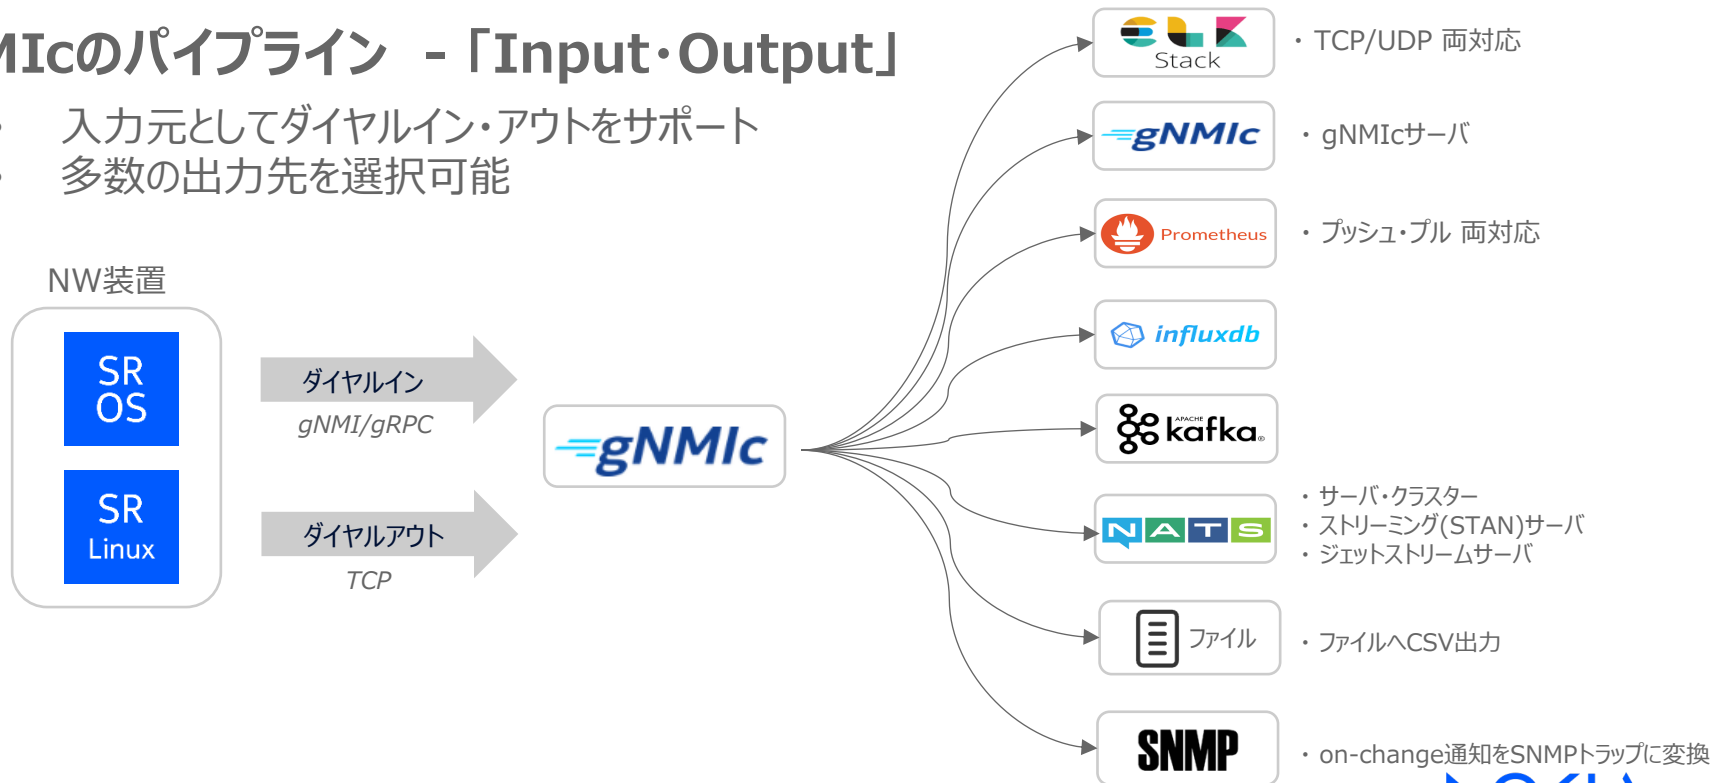 MIcのパイプライン -「Input･Output」
・ 入力元としてダイヤルイン･アウトをサポート
・ 多数の出力先を選択可能
NW装置
SR
OS
SR
Linux
ダイヤルイン
gNMI/gRPC
ダイヤルアウト
TCP
gNMIc
ELK
Stack
・ TCP/UDP 両対応
gNMIc
・ gNMIcサーバ
Prometheus
・ プッシュ･プル 両対応
influxdb
APACHE
kafka®
NATS
・ サーバ･クラスター
・ ストリーミング(STAN)サーバ
・ ジェットストリームサーバ
ファイル
・ ファイルへCSV出力
SNMP
・ on-change通知をSNMPトラップに変換